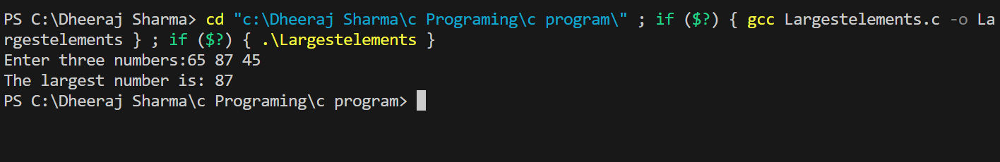 PS C:\Dheeraj Sharma> cd "c:\Dheeraj Sharma\c Programing\c program\" ; if ($?) { gcc Largestelements.c -o La
rgestelements } ; if ($?) { .\Largestelements }
Enter three numbers:65 87 45
The largest number is: 87
PS C:\Dheeraj Sharma\c Programing\c program>